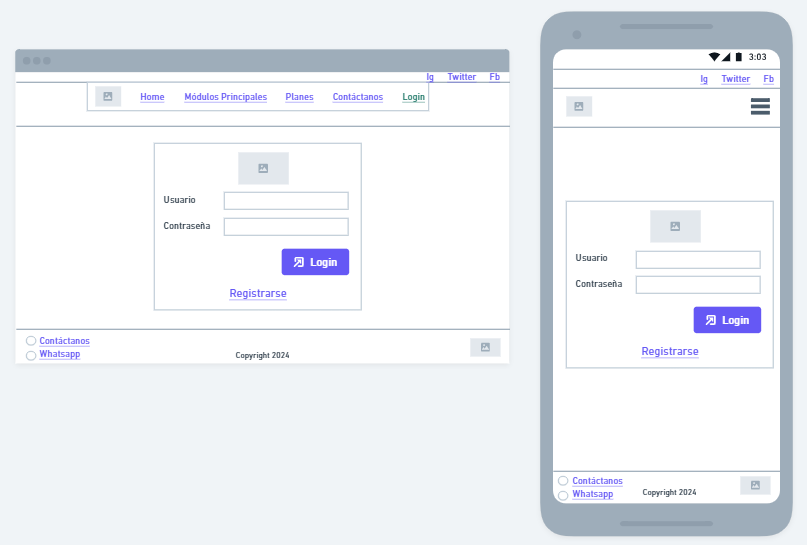 Ig Twitter Fb
Home Módulos Principales Planes Contáctanos Login
Usuario
Contraseña
Login
Registrarse
Contáctanos
Whatsapp
Copyright 2024
3:03
Ig Twitter Fb
Usuario
Contraseña
Login
Registrarse
Contáctanos
Whatsapp
Copyright 2024